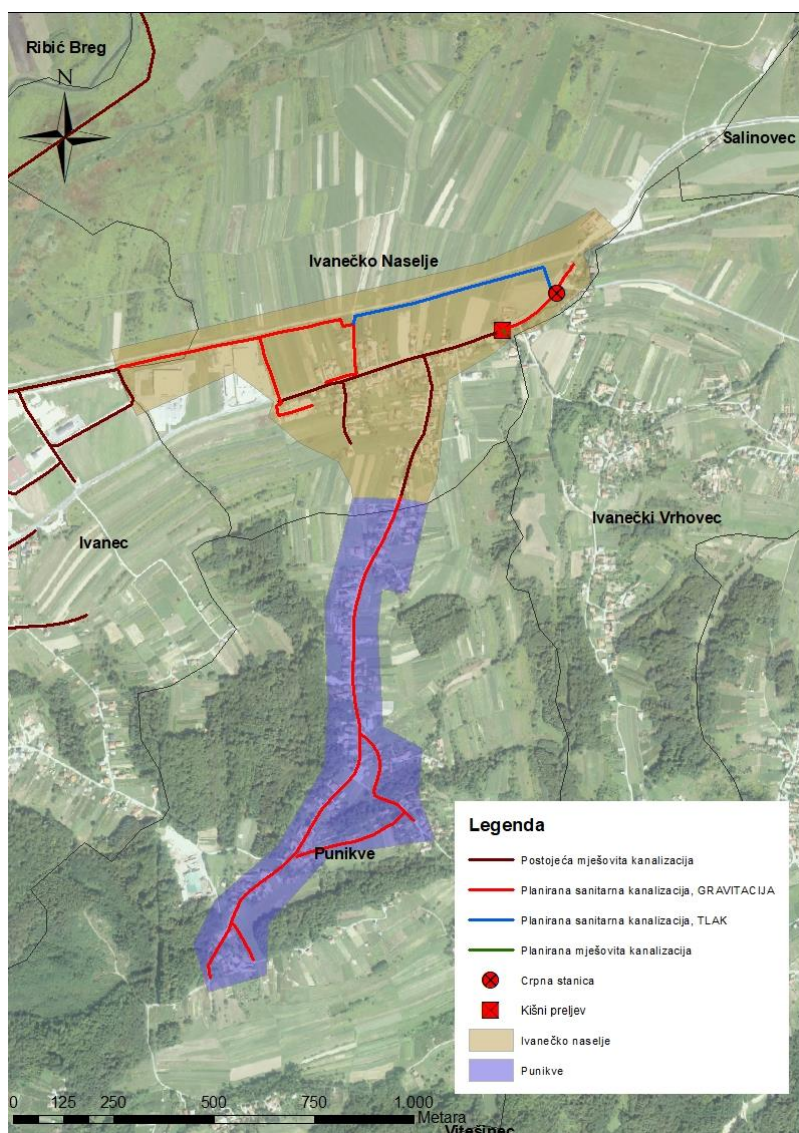 Ribić Breg
N
Salinovec
Ivanečko Naselje
Ivanec
Ivanečki Vrhovec
Punikve
Legenda
Postojeća mješovita kanalizacija
Planirana sanitarna kanalizacija, GRAVITACIJA
Planirana sanitarna kanalizacija, TLAK
Planirana mješovita kanalizacija
Crpna stanica
Kišni preljev
Ivanečko naselje
Punikve
0 125 250 500 750 1.000
Metara
Vitešinec